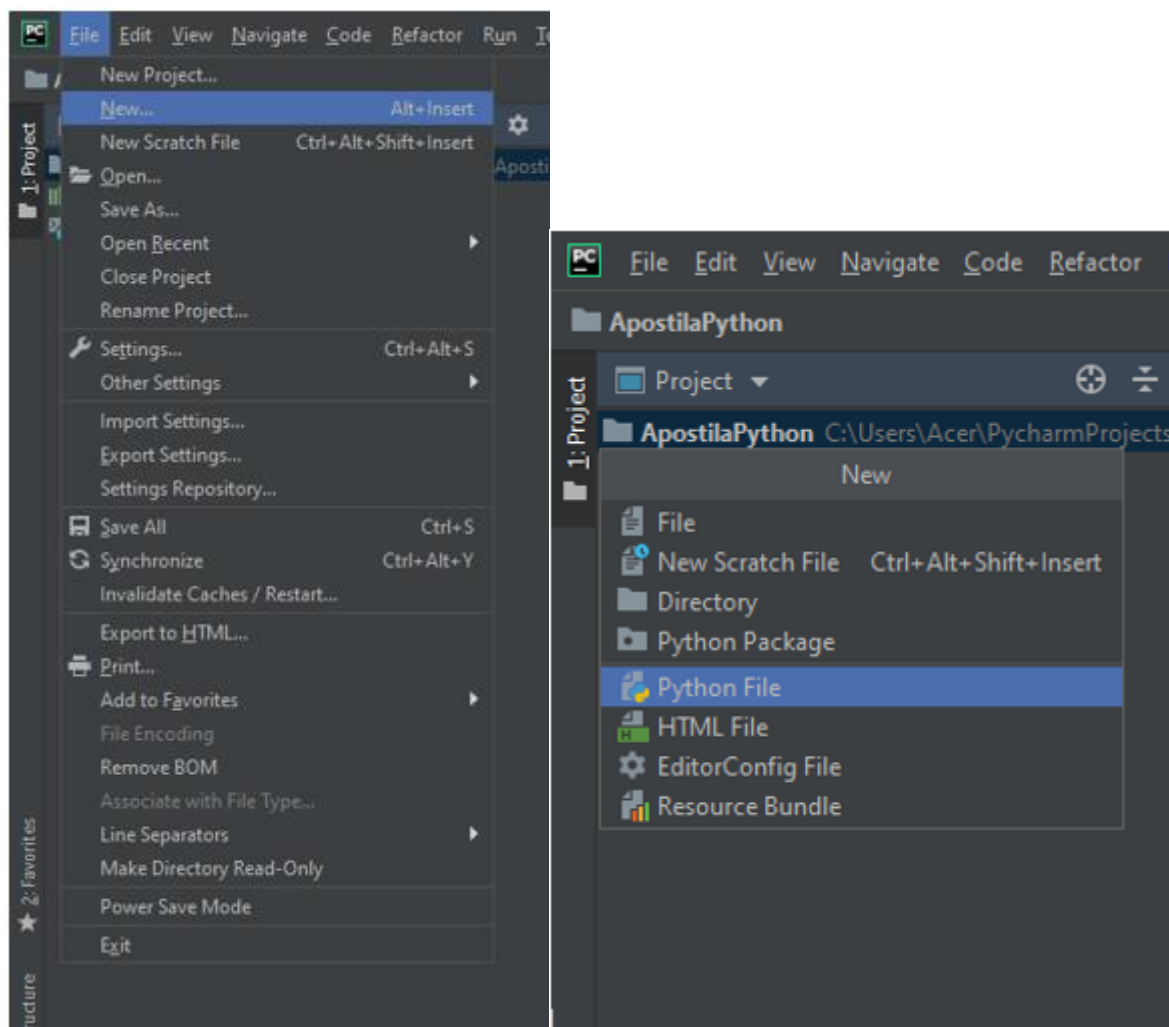 PC File Edit View Navigate Code Refactor Run
New Project...
New... Alt+Insert
New Scratch File Ctrl+Alt+Shift+Insert
Open...
Save As...
Open Recent
Close Project
Rename Project...
Settings... Ctrl+Alt+S
Other Settings
Import Settings...
Export Settings...
Settings Repository...
Save All Ctrl+S
Synchronize Ctrl+Alt+Y
Invalidate Caches / Restart...
Export to HTML...
Print...
Add to Favorites
File Encoding
Remove BOM
Associate with File Type...
Line Separators
Make Directory Read-Only
Power Save Mode
Exit
1: Project
2: Favorites
ucture
Aposti
PC File Edit View Navigate Code Refactor
ApostilaPython
Project
1: Project
ApostilaPython C:\Users\Acer\PycharmProjects
New
File
New Scratch File Ctrl+Alt+Shift+Insert
Directory
Python Package
Python File
HTML File
EditorConfig File
Resource Bundle